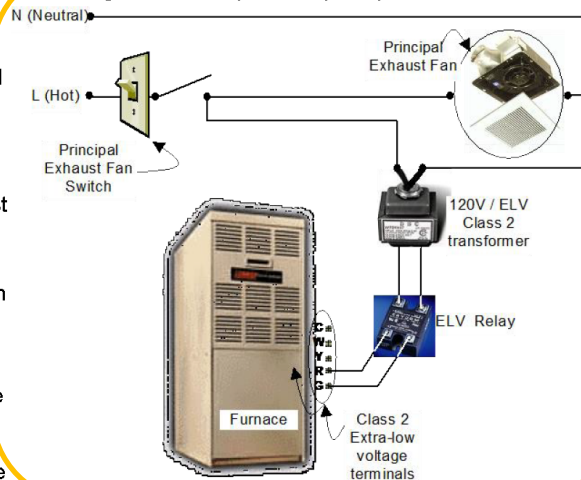 N (Neutral)
Principal
Exhaust Fan
L (Hot)
Principal
Exhaust Fan
Switch
120V / ELV
Class 2
transformer
ELV Relay
C
W
Y
R
G
Furnace
Class 2
Extra-low
voltage
terminals